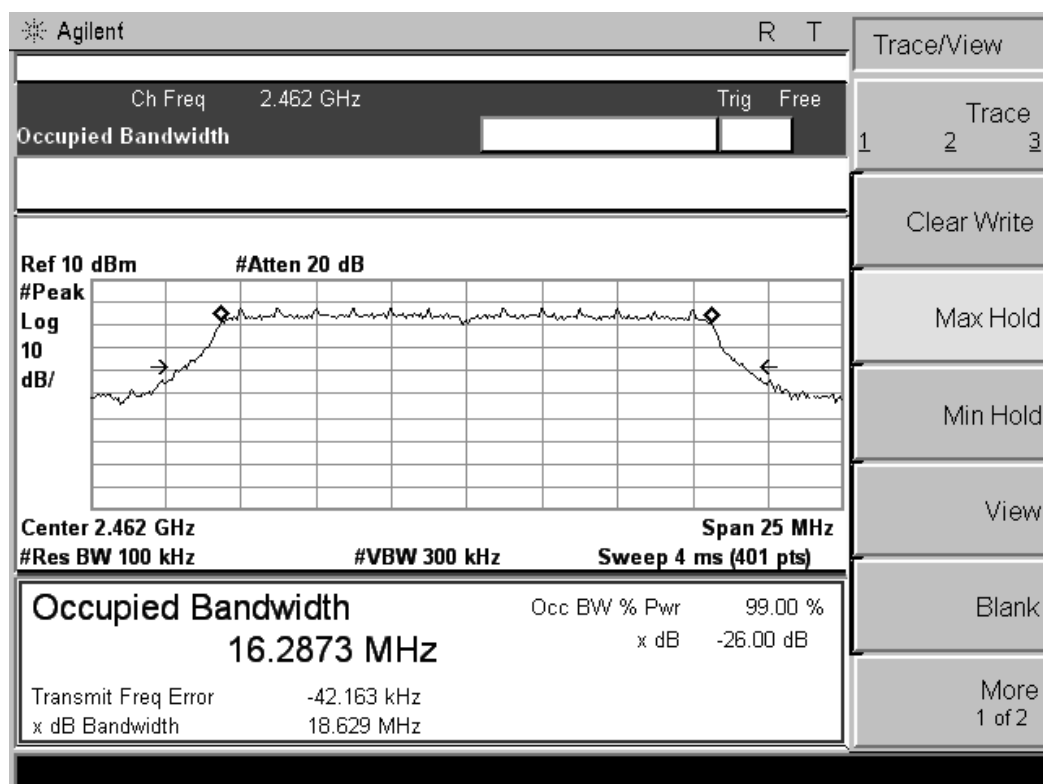 Agilent R T
Trace/View
Ch Freq 2.462 GHz Trig Free
Occupied Bandwidth
Trace
1 2 3
Clear Write
Max Hold
Min Hold
View
Blank
More
1 of 2
Ref 10 dBm #Atten 20 dB
#Peak
Log
10
dB/
Center 2.462 GHz Span 25 MHz
#Res BW 100 kHz #VBW 300 kHz Sweep 4 ms (401 pts)
Occupied Bandwidth Occ BW % Pwr 99.00 %
16.2873 MHz x dB -26.00 dB
Transmit Freq Error -42.163 kHz
x dB Bandwidth 18.629 MHz